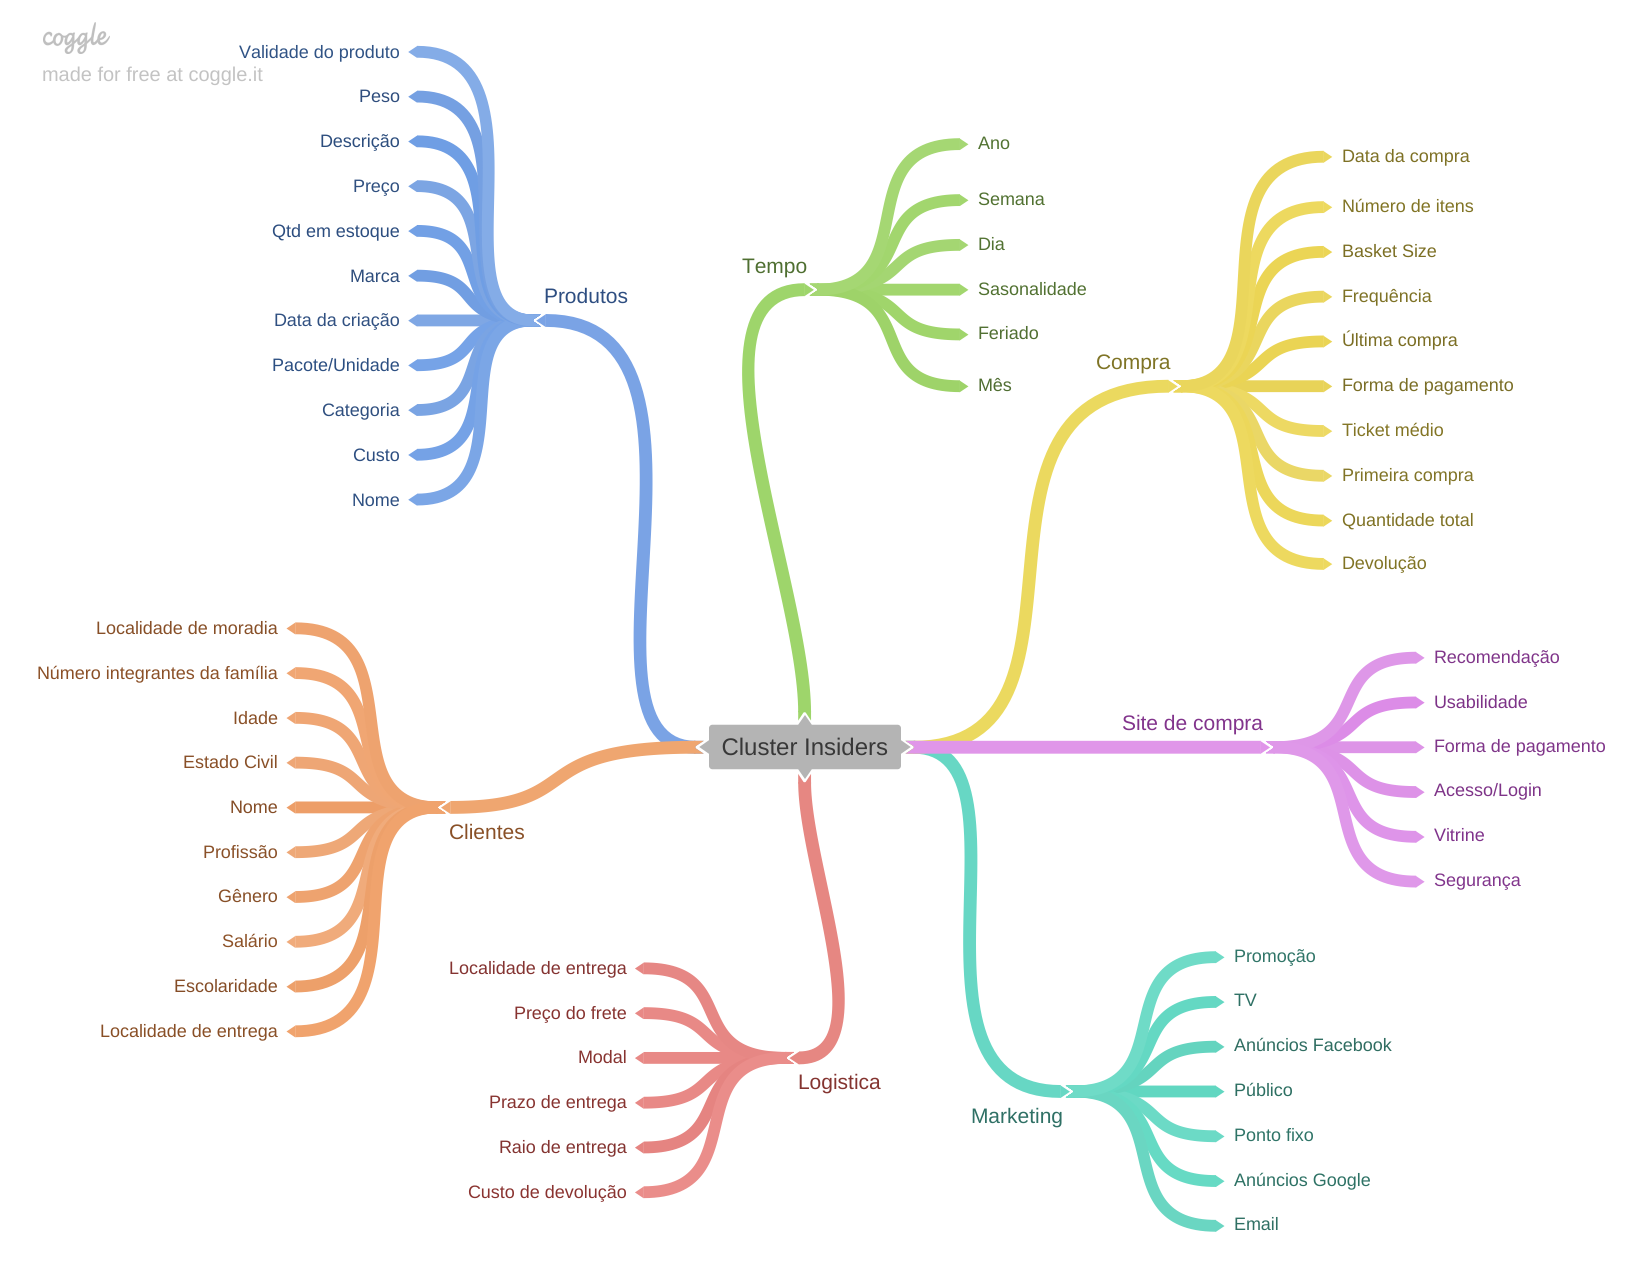 coggle
made for free at coggle.it
Validade do produto
Peso
Descrição
Preço
Qtd em estoque
Marca
Data da criação
Pacote/Unidade
Categoria
Custo
Nome
Produtos
Tempo
Ano
Semana
Dia
Sasonalidade
Feriado
Mês
Compra
Data da compra
Número de itens
Basket Size
Frequência
Última compra
Forma de pagamento
Ticket médio
Primeira compra
Quantidade total
Devolução
Cluster Insiders
Site de compra
Recomendação
Usabilidade
Forma de pagamento
Acesso/Login
Vitrine
Segurança
Localidade de moradia
Número integrantes da família
Idade
Estado Civil
Nome
Profissão
Gênero
Salário
Escolaridade
Localidade de entrega
Clientes
Localidade de entrega
Preço do frete
Modal
Prazo de entrega
Raio de entrega
Custo de devolução
Logistica
Marketing
Promoção
TV
Anúncios Facebook
Público
Ponto fixo
Anúncios Google
Email